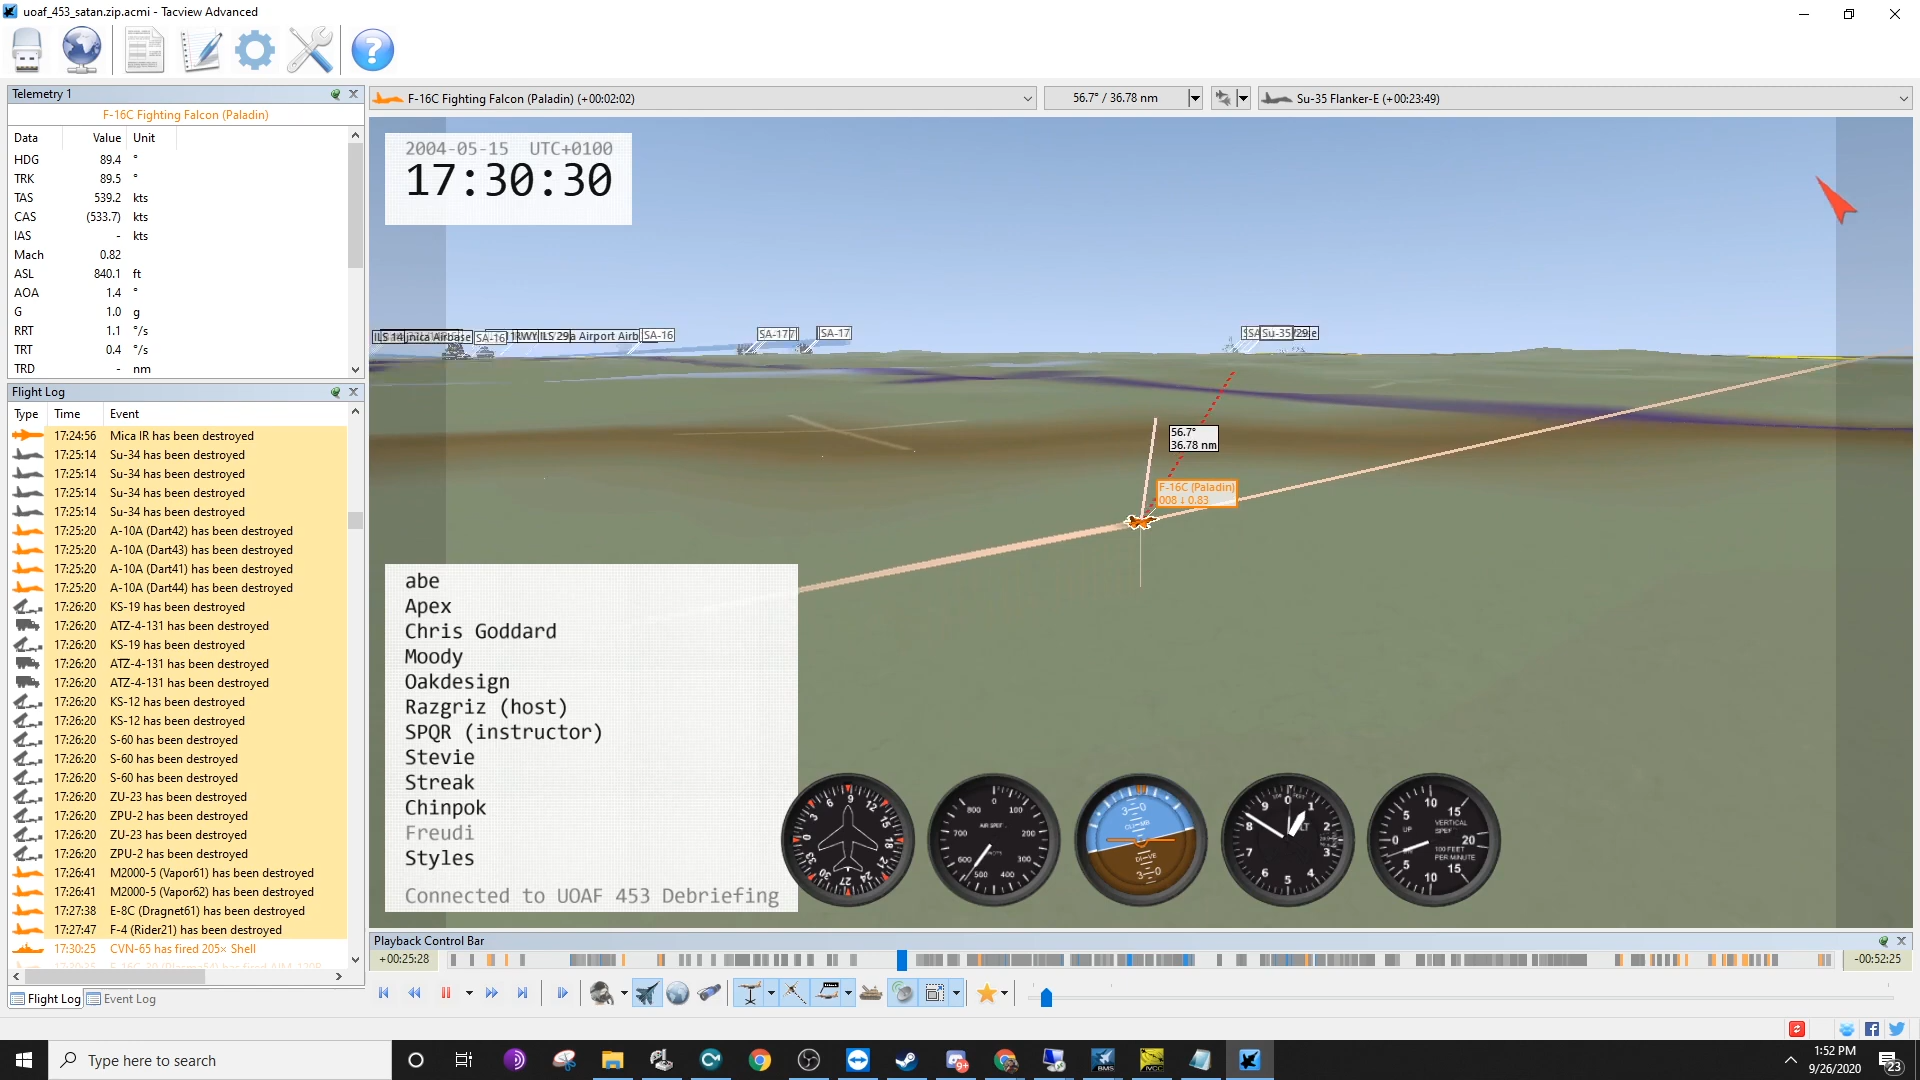 uoaf_453_satan.zip.acmi - Tacview Advanced
Telemetry 1
F-16C Fighting Falcon (Paladin)
Data Value Unit
HDG 89.4 °
TRK 89.5 °
TAS 539.2 kts
CAS (533.7) kts
IAS - kts
Mach 0.82
ASL 840.1 ft
AOA 1.4 °
G 1.0 g
RRT 1.1 °/s
TRT 0.4 °/s
TRD - nm
Flight Log
Type Time Event
17:24:56 Mica IR has been destroyed
17:25:14 Su-34 has been destroyed
17:25:14 Su-34 has been destroyed
17:25:14 Su-34 has been destroyed
17:25:14 Su-34 has been destroyed
17:25:20 A-10A (Dart42) has been destroyed
17:25:20 A-10A (Dart43) has been destroyed
17:25:20 A-10A (Dart41) has been destroyed
17:25:20 A-10A (Dart44) has been destroyed
17:26:20 KS-19 has been destroyed
17:26:20 ATZ-4-131 has been destroyed
17:26:20 KS-19 has been destroyed
17:26:20 ATZ-4-131 has been destroyed
17:26:20 ATZ-4-131 has been destroyed
17:26:20 KS-12 has been destroyed
17:26:20 KS-12 has been destroyed
17:26:20 S-60 has been destroyed
17:26:20 S-60 has been destroyed
17:26:20 S-60 has been destroyed
17:26:20 ZU-23 has been destroyed
17:26:20 ZPU-2 has been destroyed
17:26:20 ZU-23 has been destroyed
17:26:20 ZPU-2 has been destroyed
17:26:41 M2000-5 (Vapor61) has been destroyed
17:26:41 M2000-5 (Vapor62) has been destroyed
17:27:38 E-8C (Dragnet61) has been destroyed
17:27:47 F-4 (Rider21) has been destroyed
17:30:25 CVN-65 has fired 205x Shell
Flight Log Event Log
F-16C Fighting Falcon (Paladin) (+00:02:02)
56.7° / 36.78 nm
Su-35 Flanker-E (+00:23:49)
2004-05-15 UTC+0100
17:30:30
SA-16
SA-16
SA-17
SA-17
Su-35
56.7°
36.78 nm
F-16C (Paladin)
008 ↓ 0.83
abe
Apex
Chris Goddard
Moody
Oakdesign
Razgriz (host)
SPQR (instructor)
Stevie
Streak
Chinpok
Freudi
Styles
Connected to UOAF 453 Debriefing
Playback Control Bar
+00:25:28
-00:52:25
Type here to search
1:52 PM
9/26/2020
23